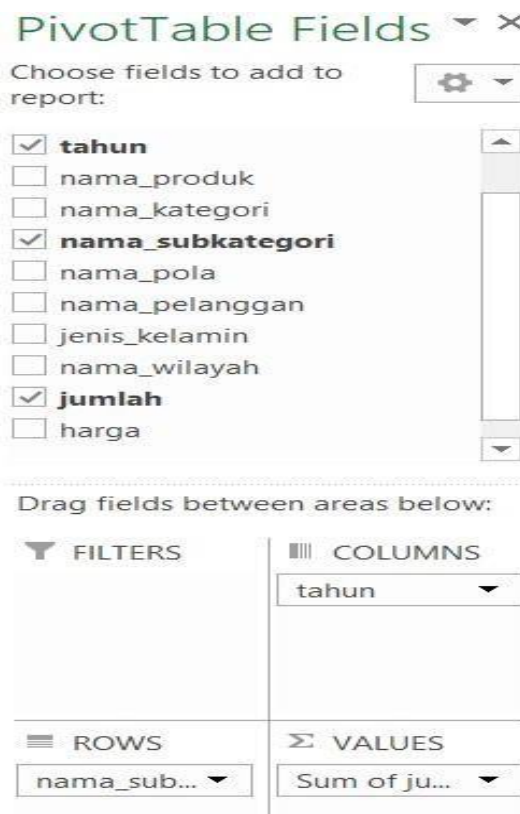 PivotTable Fields
Choose fields to add to
report:
tahun
nama_produk
nama_kategori
nama_subkategori
nama_pola
nama_pelanggan
jenis_kelamin
nama_wilayah
jumlah
harga
Drag fields between areas below:
FILTERS
COLUMNS
tahun
ROWS
nama_sub...
Σ VALUES
Sum of ju...